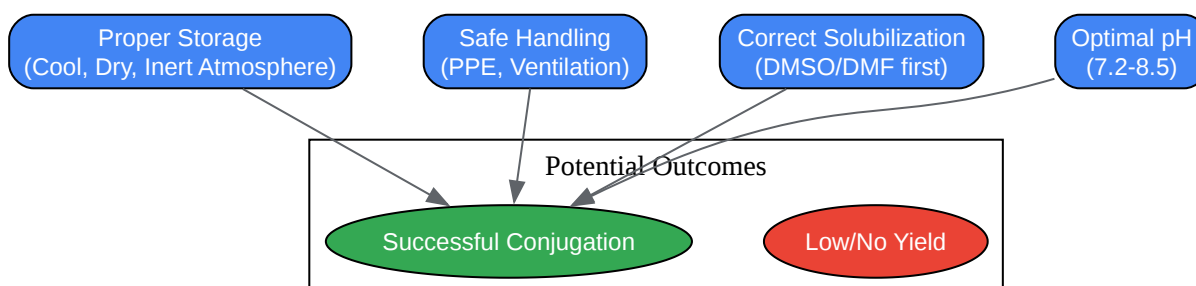 Proper Storage
(Cool, Dry, Inert Atmosphere)
Safe Handling
(PPE, Ventilation)
Correct Solubilization
(DMSO/DMF first)
Optimal pH
(7.2-8.5)
Potential Outcomes
Successful Conjugation
Low/No Yield